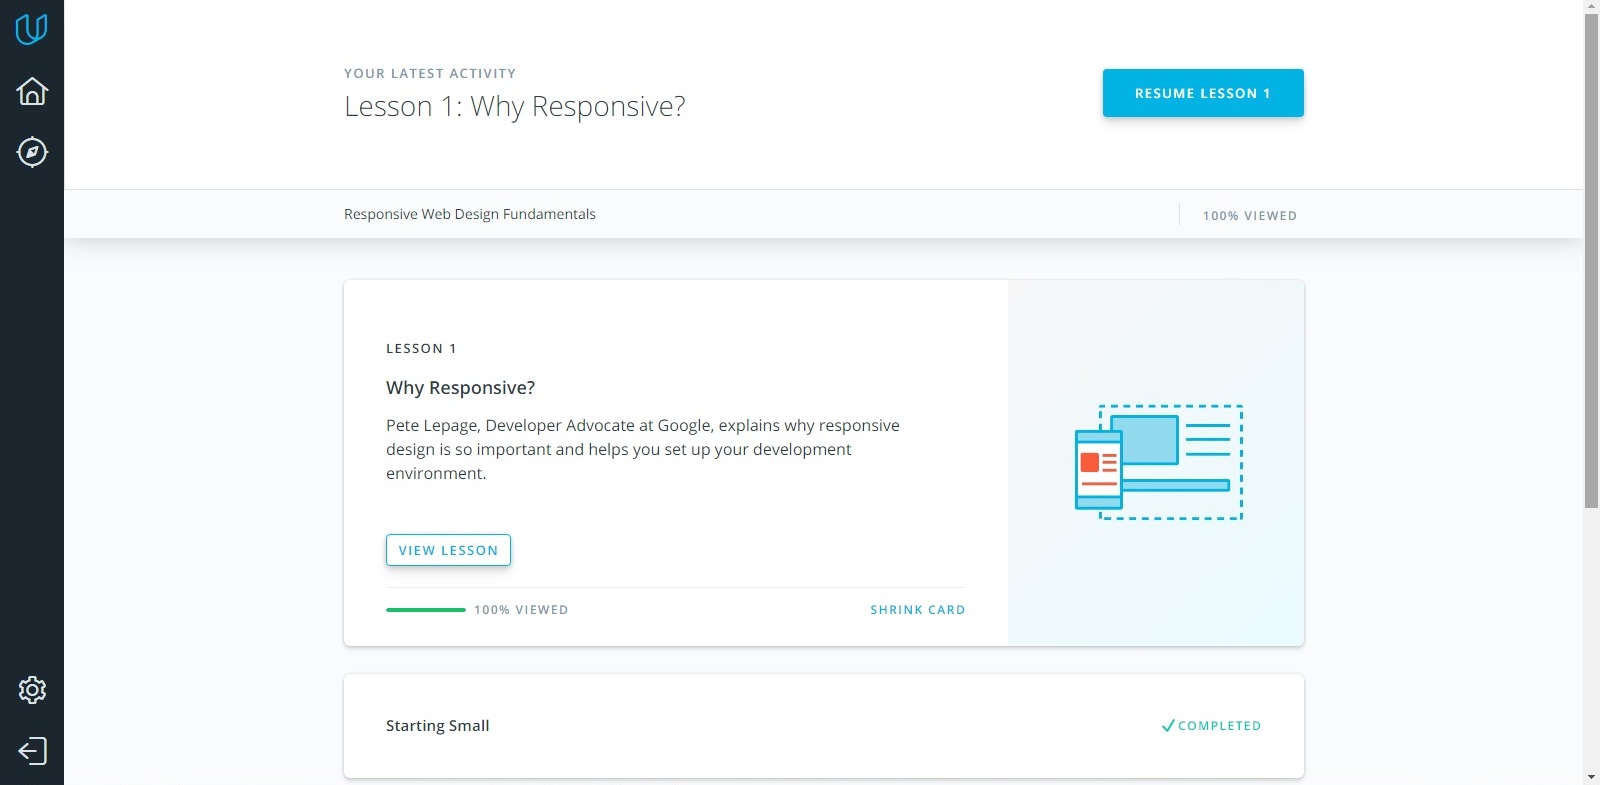 YOUR LATEST ACTIVITY
Lesson 1: Why Responsive?
RESUME LESSON 1
Responsive Web Design Fundamentals
100% VIEWED
LESSON 1
Why Responsive?
Pete Lepage, Developer Advocate at Google, explains why responsive
design is so important and helps you set up your development
environment.
VIEW LESSON
100% VIEWED
SHRINK CARD
Starting Small
COMPLETED